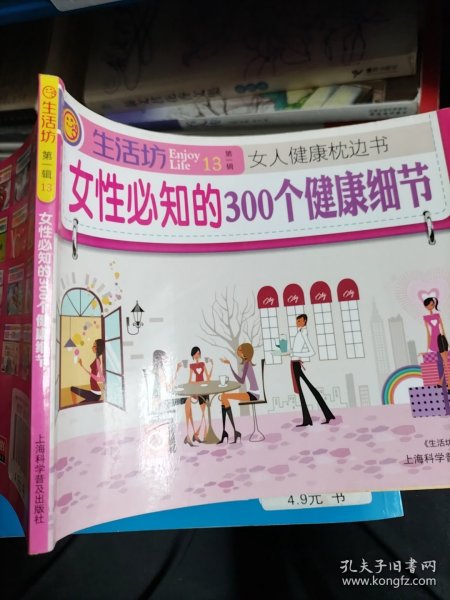 生活坊
第一辑
13
女性必知的300个健康细节
上海科学普及出版社
生活坊
Enjoy
Life
13
第一辑
女人健康枕边书
女性必知的300个健康细节
《生活坊
上海科学普
4.9元 书
孔夫子旧书网
www.kongfz.com